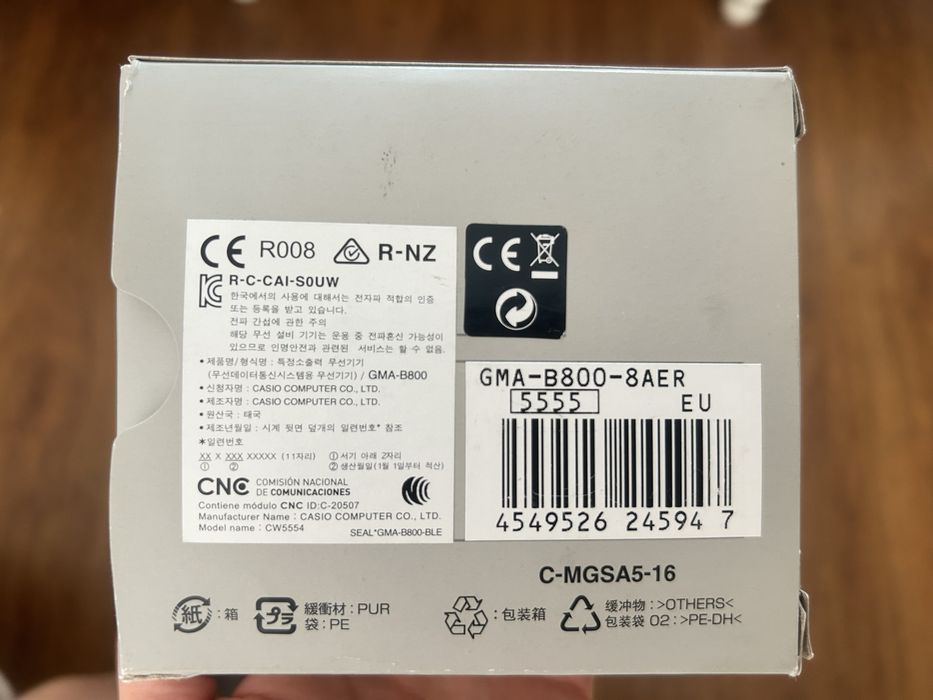 CE R008 R-NZ
R-C-CAI-S0UW
한국에서의 사용에 대해서는 전자파 적합의 인증
또는 등록을 받고 있습니다.
전파 간섭에 관한 주의
해당 무선 설비 기기는 운용 중 전파혼신 가능성이
있으므로 인명안전과 관련된 서비스는 할 수 없음.
• 제품명/형식명 : 특정소출력 무선기기
(무선데이터통신시스템용 무선기기) / GMA-B800
• 신청자명 : CASIO COMPUTER CO., LTD.
• 제조자명 : CASIO COMPUTER CO., LTD.
• 원산국 : 태국
• 제조년월일 : 시계 뒷면 덮개의 일련번호* 참조
*일련번호
XX X XXX XXXXX (11자리) ①서기 아래 2자리
① ② ②생산월일(1월 1일부터 적산)
CNC COMISIÓN NACIONAL
DE COMUNICACIONES
Contiene módulo CNC ID:C-20507
Manufacturer Name : CASIO COMPUTER CO., LTD.
Model name : CW5554
SEAL*GMA-B800-BLE
CE
GMA-B800-8AER
5555 EU
4549526 24594 7
C-MGSA5-16
紙 : 箱
プラ 緩衝材 : PUR
袋 : PE
: 包装箱
缓冲物 : >OTHERS<
包装袋 02 : >PE-DH<